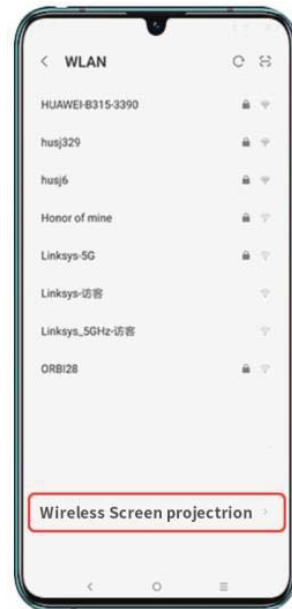 WLAN
HUAWEI-B315-3390
husj329
husj6
Honor of mine
Linksys-5G
Linksys-访客
Linksys_5GHz-访客
ORBI28
Wireless Screen projectrion